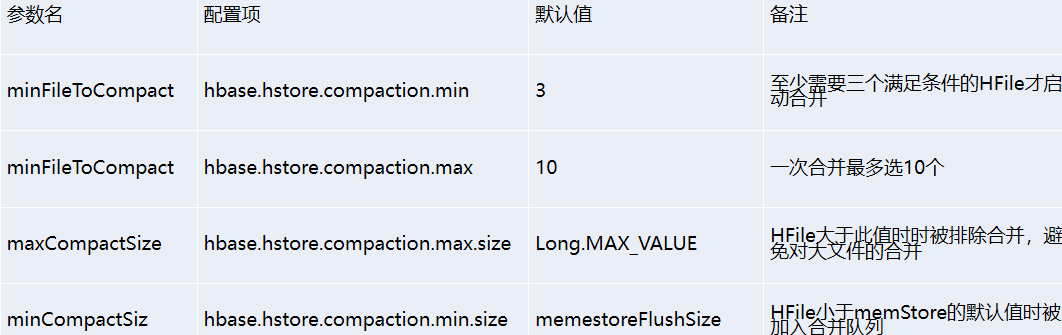 参数名 配置项 默认值 备注
minFileToCompact hbase.hstore.compaction.min 3 至少需要三个满足条件的HFile才启
动合并
minFileToCompact hbase.hstore.compaction.max 10 一次合并最多选10个
maxCompactSize hbase.hstore.compaction.max.size Long.MAX_VALUE HFile大于此值时时被排除合并，避
免对大文件的合并
minCompactSiz hbase.hstore.compaction.min.size memestoreFlushSize HFile小于memStore的默认值时被
加入合并队列